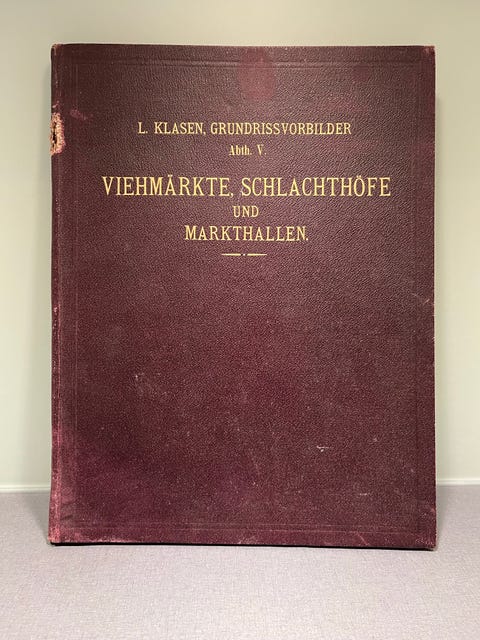 L. KLASEN, GRUNDRISSVORBILDER
Abth. V.
VIEHMÄRKTE, SCHLACHTHÖFE
UND
MARKTHALLEN.